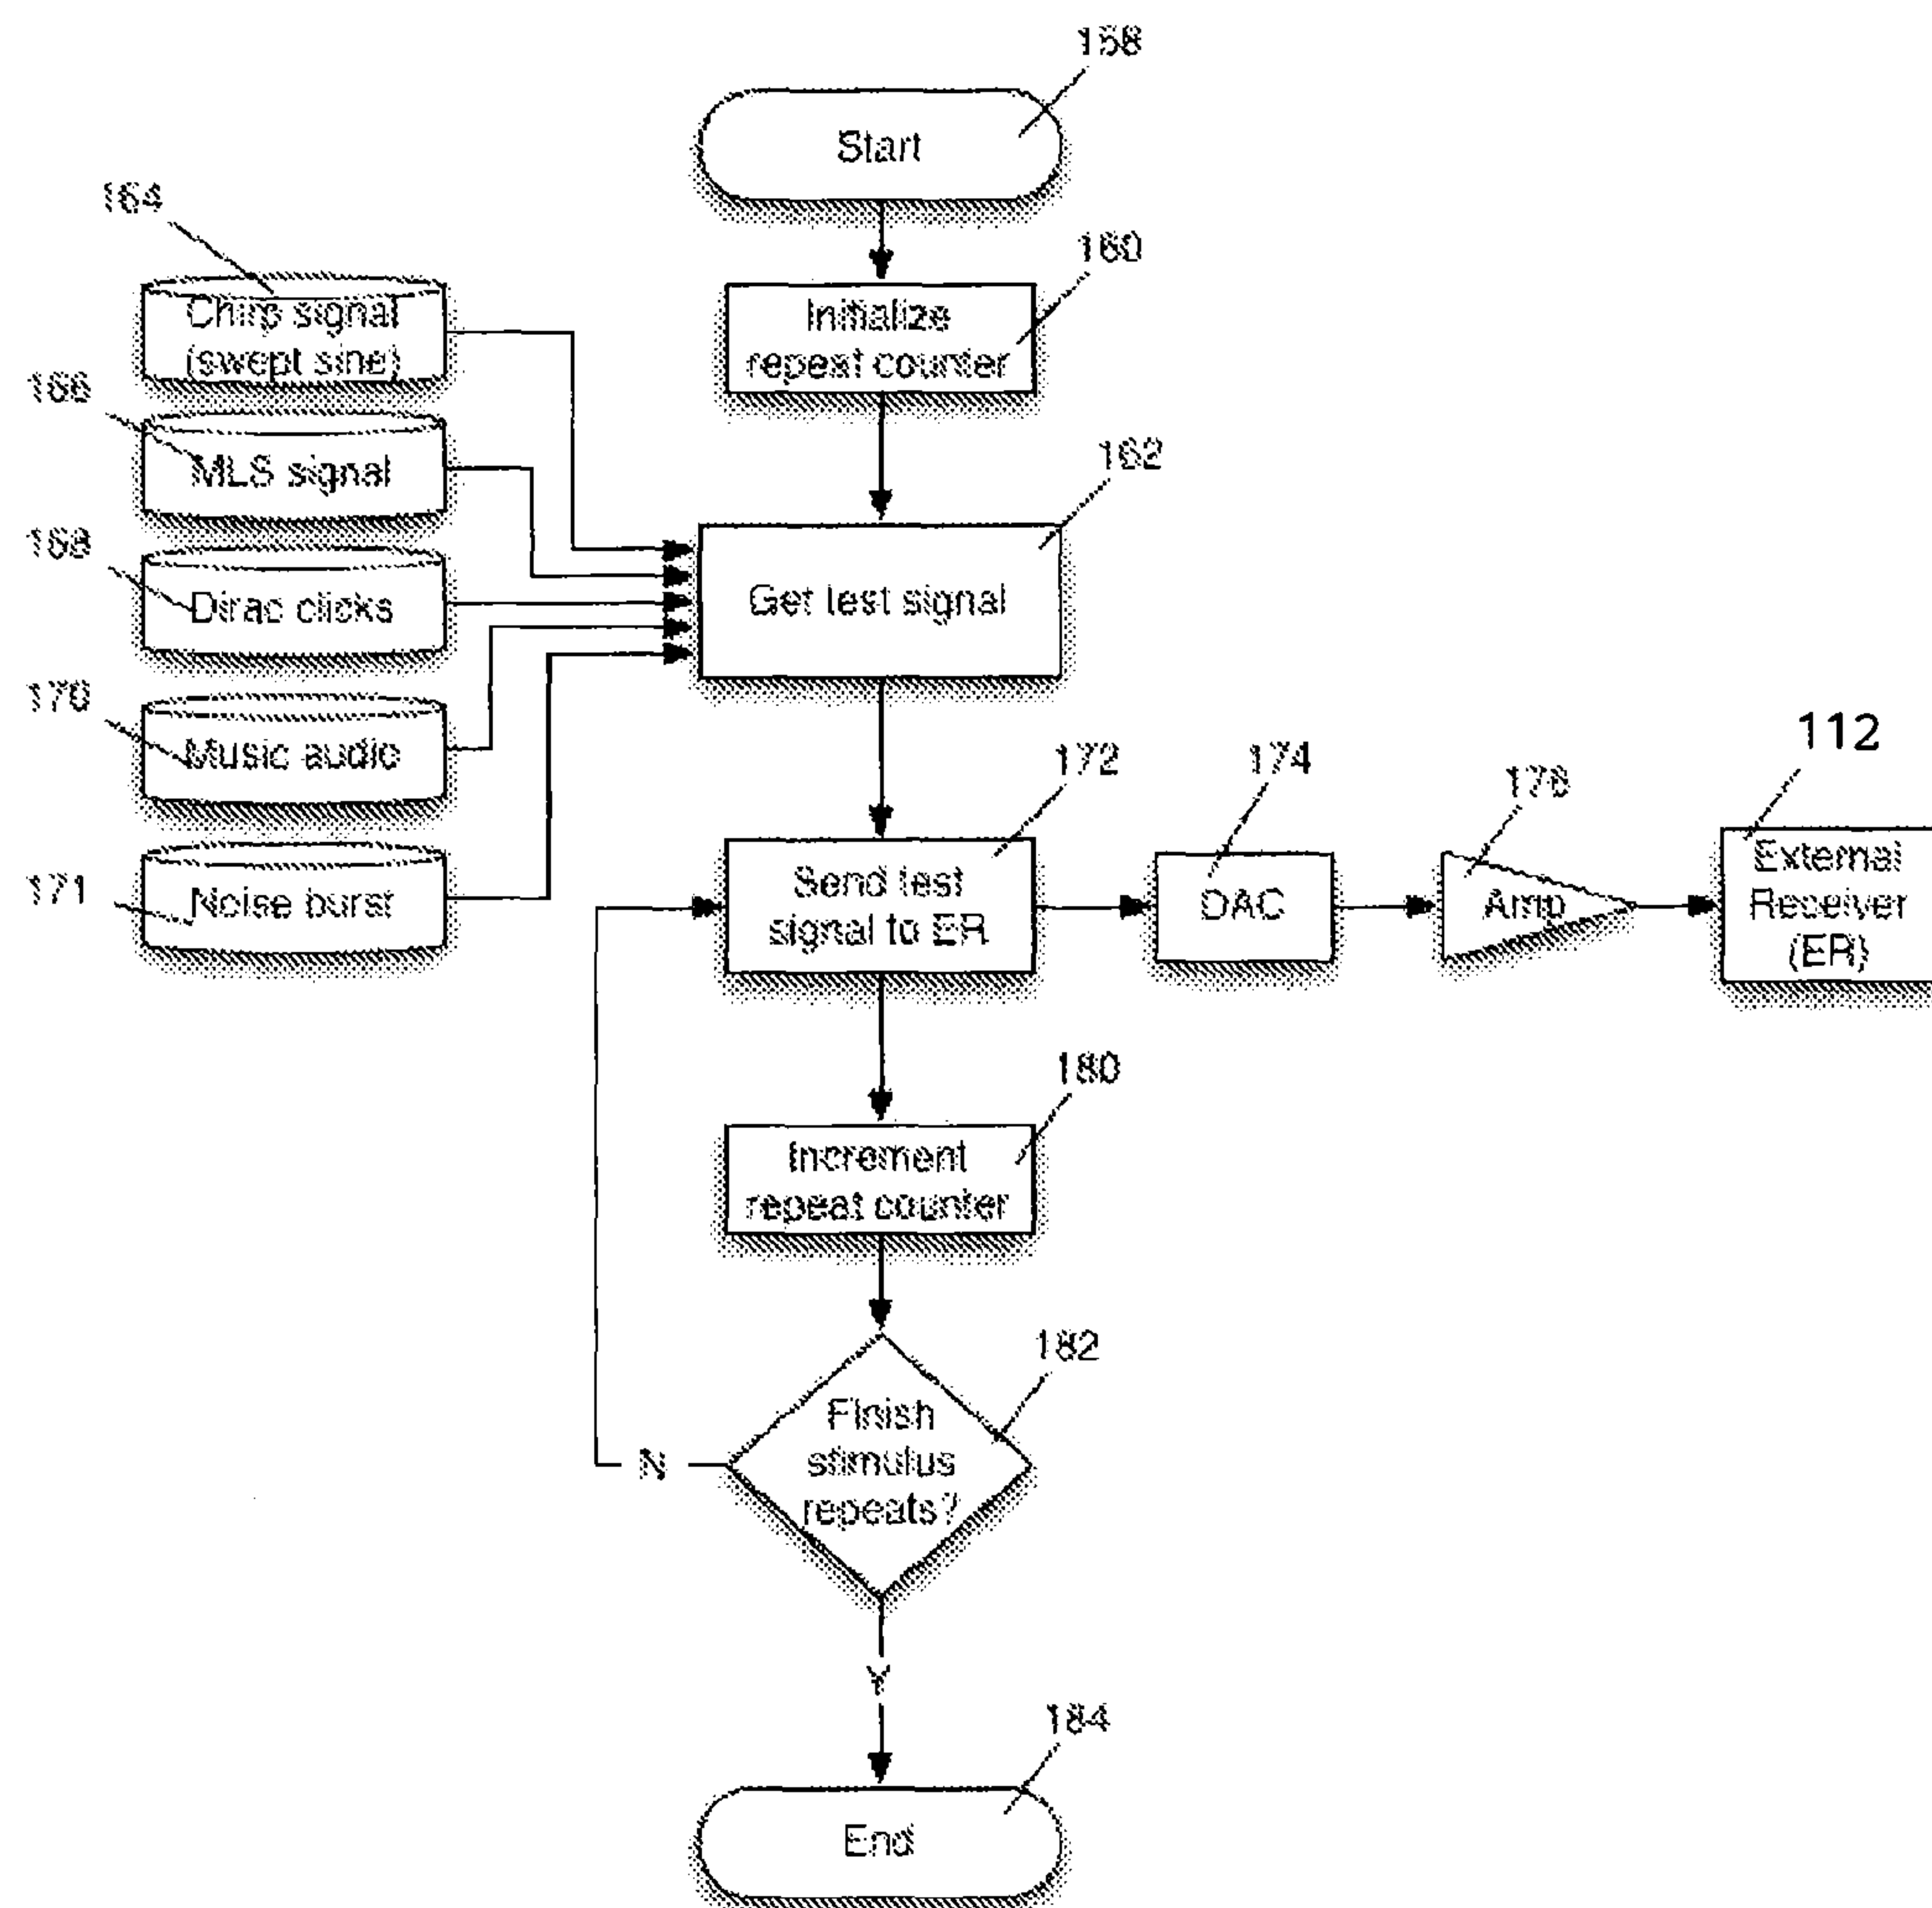 158
Start
164
160
Chirp signal
(swept sine)
Initialize
repeat counter
166
MLS signal
162
168
Dirac clicks
Get test signal
170
Music audio
172
174
176
112
171
Noise burst
Send test
signal to ER
DAC
Amp
External
Receiver
(ER)
180
Increment
repeat counter
182
Finish
stimulus
repeats?
N
Y
184
End